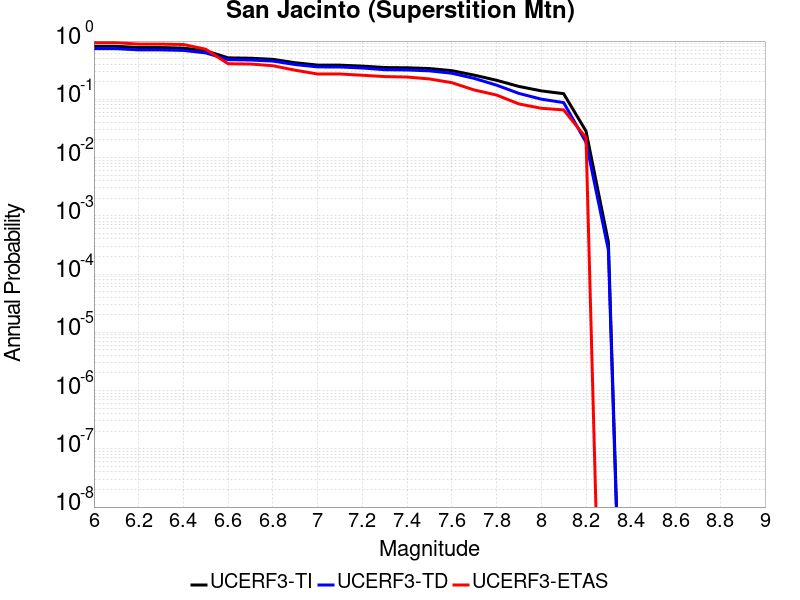 San Jacinto (Superstition Mtn)
10^0
10^-1
10^-2
10^-3
10^-4
10^-5
10^-6
10^-7
10^-8
Annual Probability
6 6.2 6.4 6.6 6.8 7 7.2 7.4 7.6 7.8 8 8.2 8.4 8.6 8.8 9
Magnitude
UCERF3-TI UCERF3-TD UCERF3-ETAS